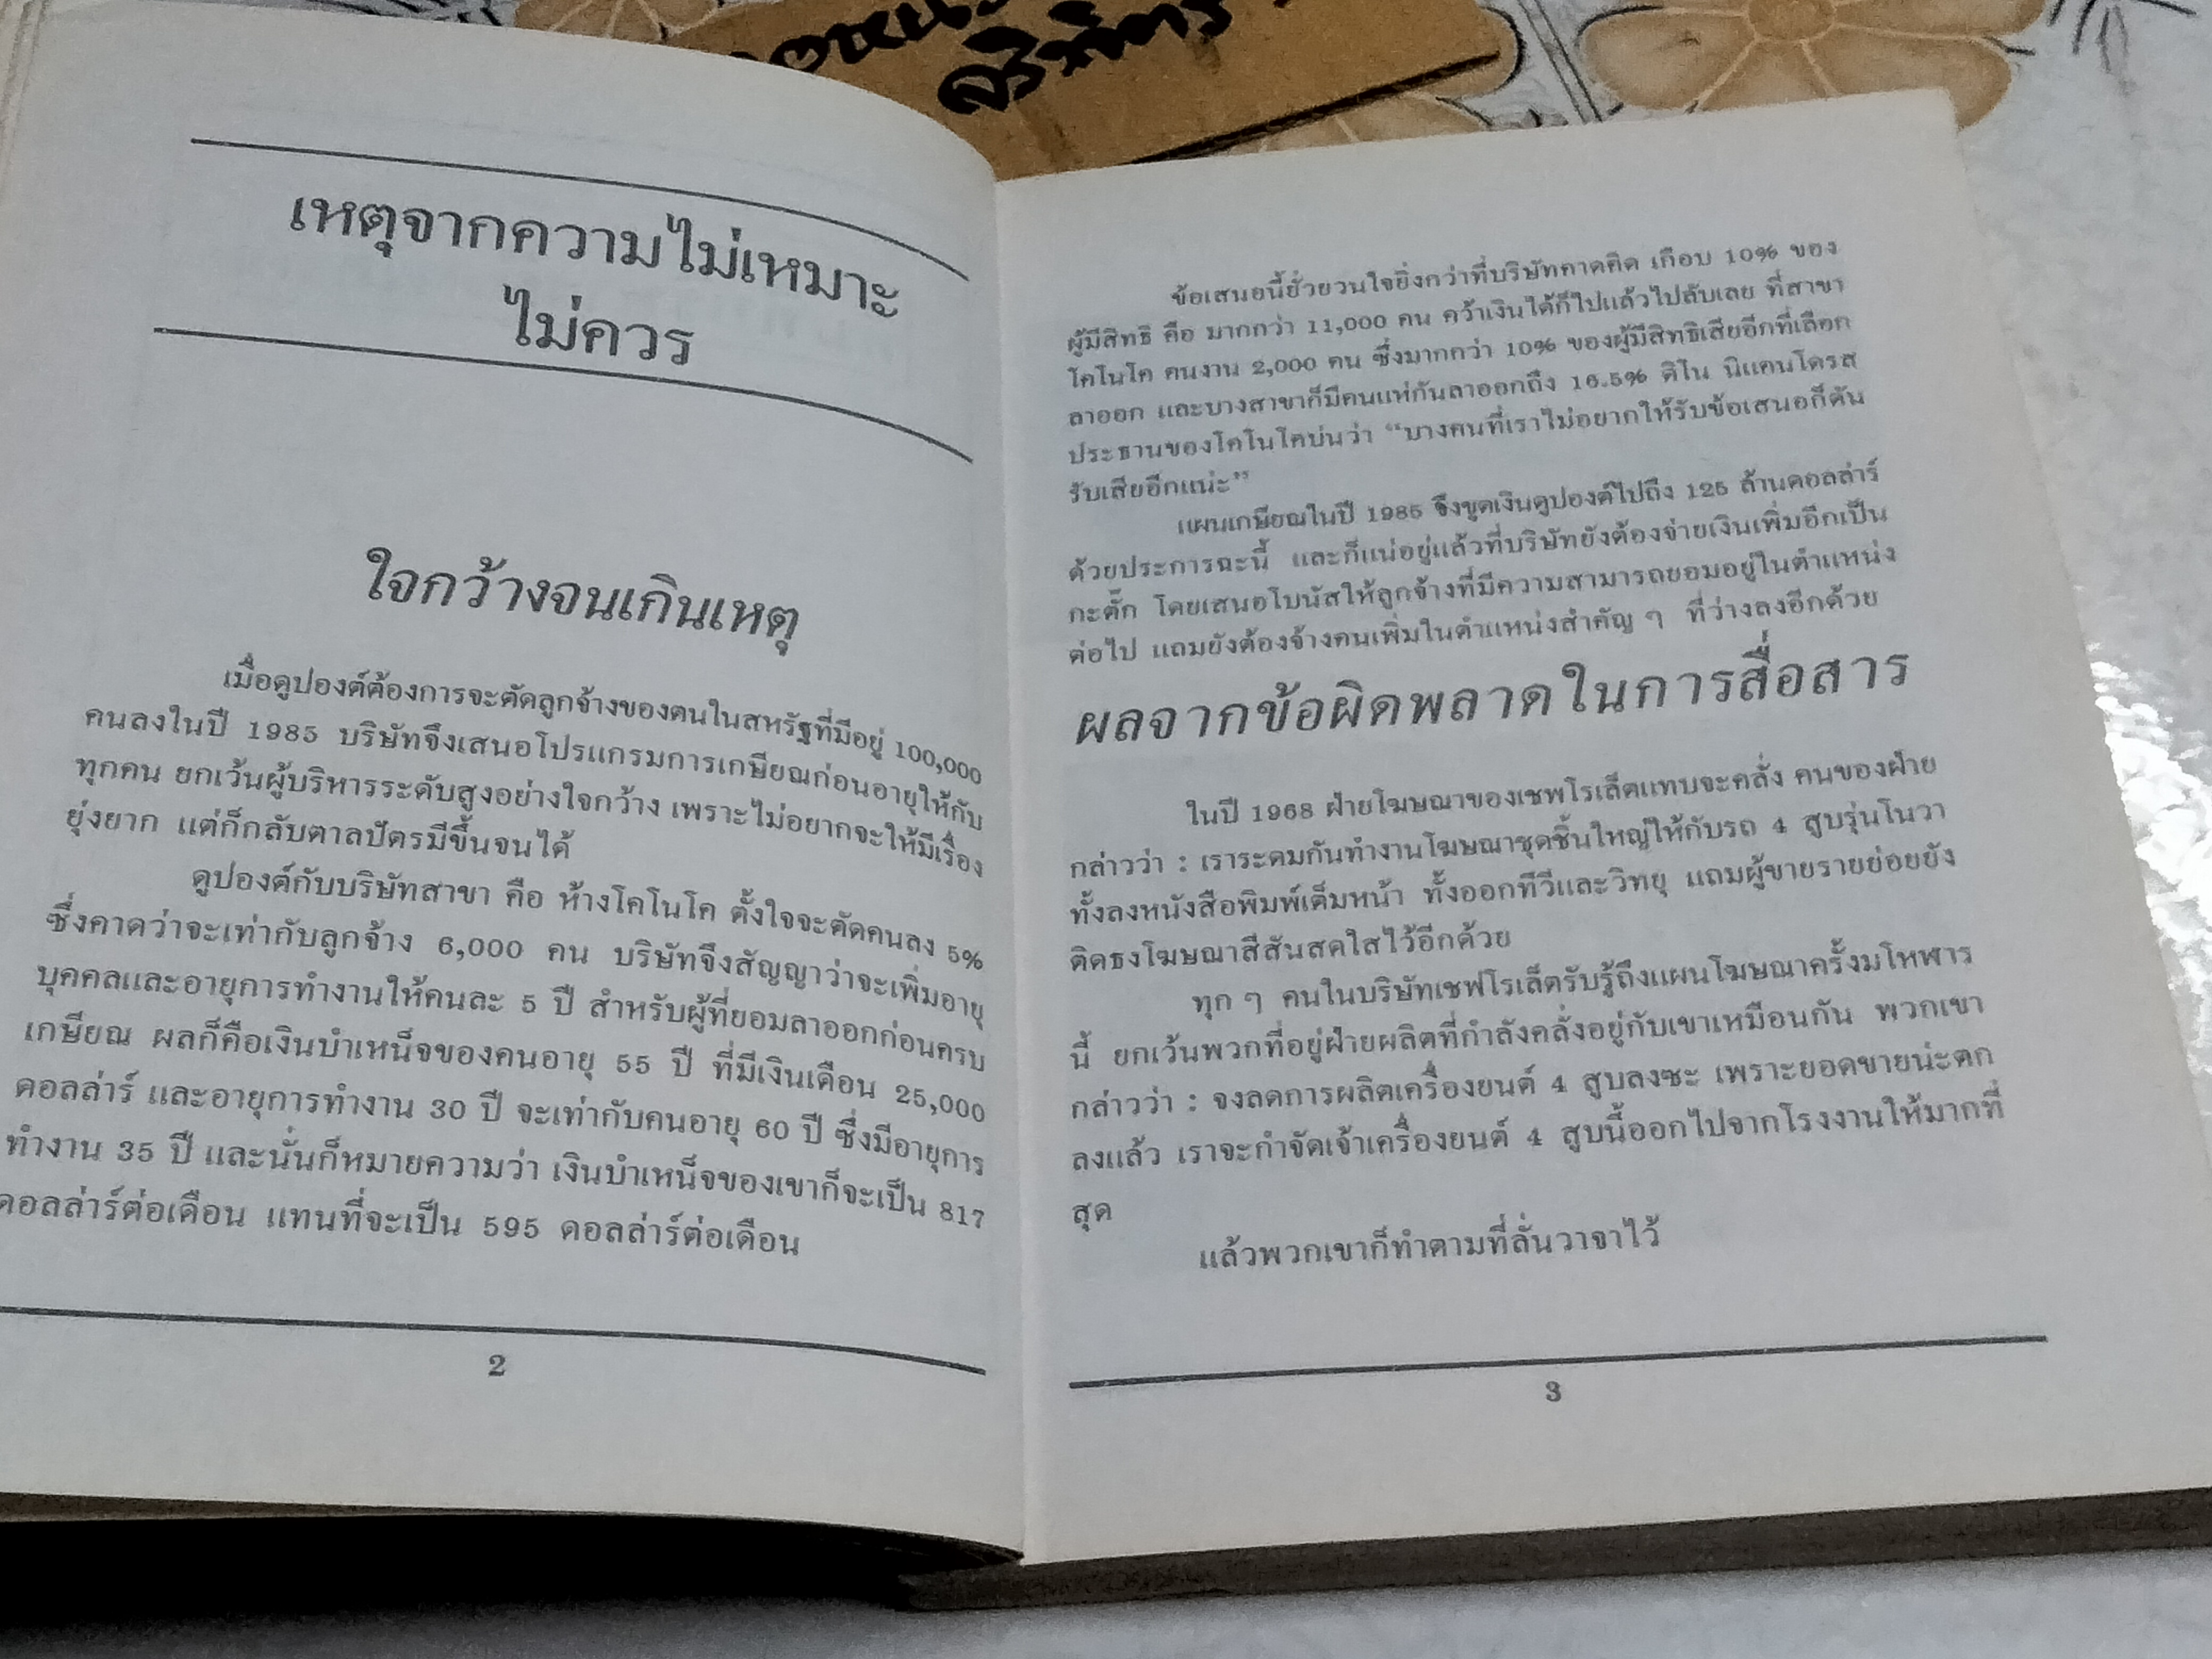 สริภัทร
เหตุจากความไม่เหมาะ
ไม่ควร
ใจกว้างจนเกินเหตุ
เมื่อดูปองต์ต้องการจะตัดลูกจ้างของตนในสหรัฐที่มีอยู่ 100,000
คนลงในปี 1985 บริษัทจึงเสนอโปรแกรมการเกษียณก่อนอายุให้กับ
ทุกคน ยกเว้นผู้บริหารระดับสูงอย่างใจกว้าง เพราะไม่อยากจะให้มีเรื่อง
ยุ่งยาก แต่ก็กลับตาลปัตรมีขึ้นจนได้
ดูปองต์กับบริษัทสาขา คือ ห้างโคโนโค ตั้งใจจะตัดคนลง 5%
ซึ่งคาดว่าจะเท่ากับลูกจ้าง 6,000 คน บริษัทจึงสัญญาว่าจะเพิ่มอายุ
บุคคลและอายุการทำงานให้คนละ 5 ปี สำหรับผู้ที่ยอมลาออกก่อนครบ
เกษียณ ผลก็คือเงินบำเหน็จของคนอายุ 55 ปี ที่มีเงินเดือน 25,000
ดอลล่าร์ และอายุการทำงาน 30 ปี จะเท่ากับคนอายุ 60 ปี ซึ่งมีอายุการ
ทำงาน 35 ปี และนั่นก็หมายความว่า เงินบำเหน็จของเขาก็จะเป็น 817
ดอลล่าร์ต่อเดือน แทนที่จะเป็น 595 ดอลล่าร์ต่อเดือน
2
ข้อเสนอนี้ยั่วยวนใจยิ่งกว่าที่บริษัทคาดคิด เกือบ 10% ของ
ผู้มีสิทธิ คือ มากกว่า 11,000 คน คว้าเงินได้ก็ไปแล้วไปลับเลย ที่สาขา
โคโนโค คนงาน 2,000 คน ซึ่งมากกว่า 10% ของผู้มีสิทธิเสียอีกที่เลือก
ลาออก และบางสาขาก็มีคนแห่กันลาออกถึง 16.5% ดิโน นิแคนโดรส
ประธานของโคโนโคบ่นว่า “บางคนที่เราไม่อยากให้รับข้อเสนอก็ดัน
รับเสียอีกแน่ะ”
แผนเกษียณในปี 1985 จึงขูดเงินดูปองต์ไปถึง 125 ล้านดอลล่าร์
ด้วยประการฉะนี้ และก็แน่อยู่แล้วที่บริษัทยังต้องจ่ายเงินเพิ่มอีกเป็น
กะตั๊ก โดยเสนอโบนัสให้ลูกจ้างที่มีความสามารถยอมอยู่ในตำแหน่ง
ต่อไป แถมยังต้องจ้างคนเพิ่มในตำแหน่งสำคัญ ๆ ที่ว่างลงอีกด้วย
ผลจากข้อผิดพลาดในการสื่อสาร
ในปี 1968 ฝ่ายโฆษณาของเชฟโรเล็ตแทบจะคลั่ง คนของฝ่าย
กล่าวว่า : เราระดมกันทำงานโฆษณาชุดชิ้นใหญ่ให้กับรถ 4 สูบรุ่นโนวา
ทั้งลงหนังสือพิมพ์เต็มหน้า ทั้งออกทีวีและวิทยุ แถมผู้ขายรายย่อยยัง
ติดธงโฆษณาสีสันสดใสไว้อีกด้วย
ทุก ๆ คนในบริษัทเชฟโรเล็ตรับรู้ถึงแผนโฆษณาครั้งมโหฬาร
นี้ ยกเว้นพวกที่อยู่ฝ่ายผลิตที่กำลังคลั่งอยู่กับเขาเหมือนกัน พวกเขา
กล่าวว่า : จงลดการผลิตเครื่องยนต์ 4 สูบลงซะ เพราะยอดขายน่ะตก
ลงแล้ว เราจะกำจัดเจ้าเครื่องยนต์ 4 สูบนี้ออกไปจากโรงงานให้มากที่
สุด
แล้วพวกเขาก็ทำตามที่ลั่นวาจาไว้
3